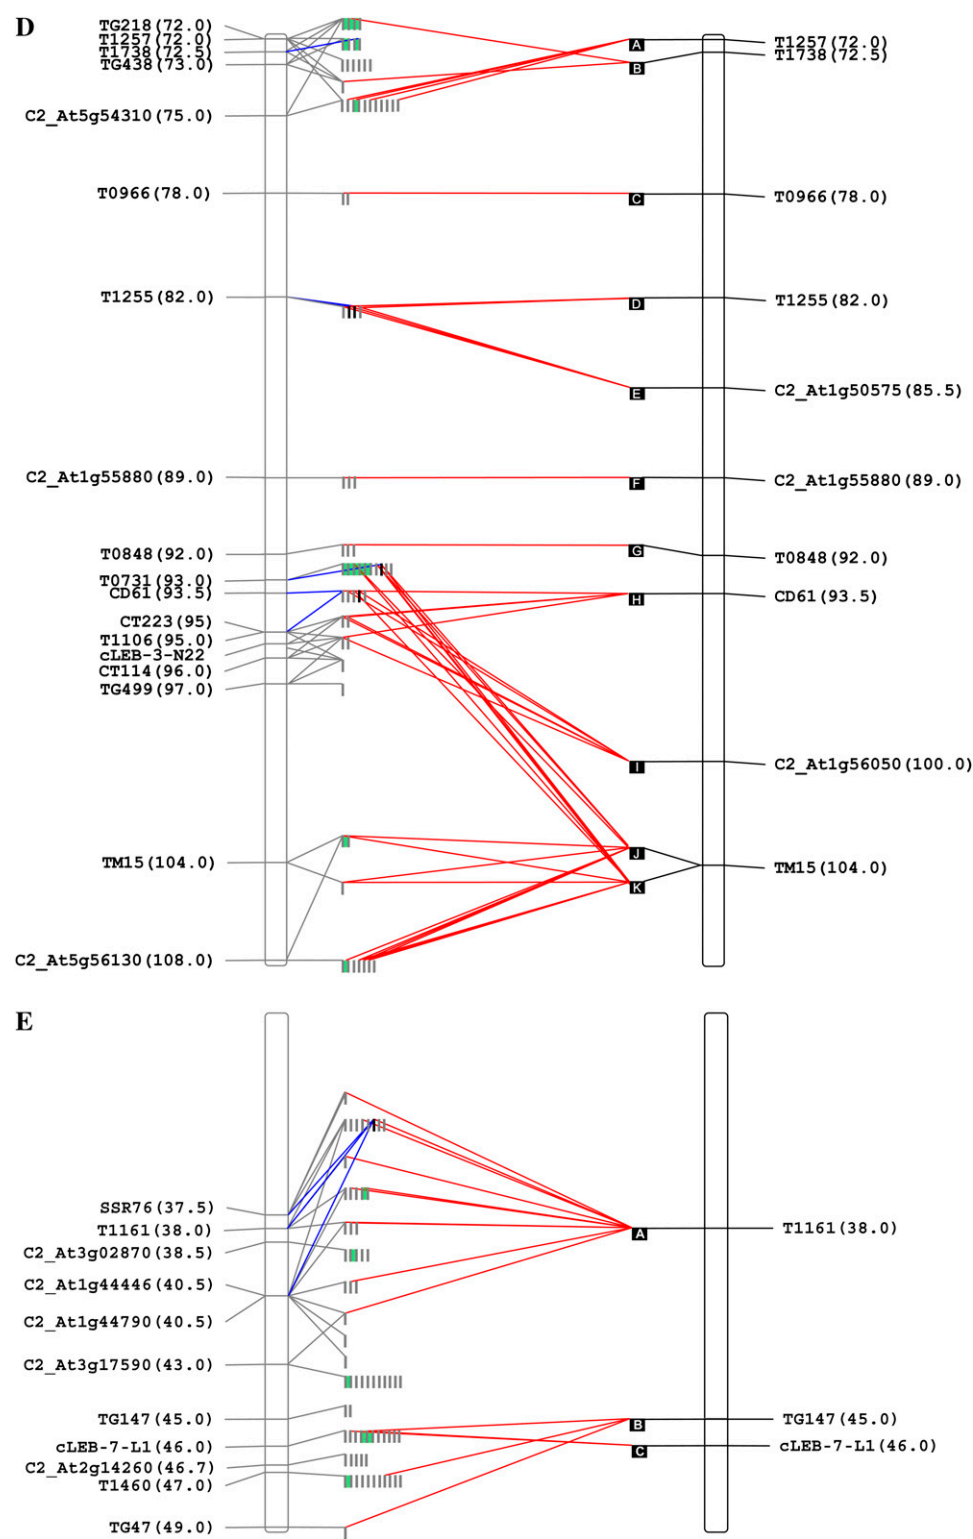 D
TG218(72.0)
T1257(72.0)
T1738(72.5)
TG438(73.0)
C2_At5g54310(75.0)
T0966(78.0)
T1255(82.0)
C2_At1g55880(89.0)
T0848(92.0)
T0731(93.0)
CD61(93.5)
CT223(95)
T1106(95.0)
cLEB-3-N22
CT114(96.0)
TG499(97.0)
TM15(104.0)
C2_At5g56130(108.0)
A
B
C
D
E
F
G
H
I
J
K
T1257(72.0)
T1738(72.5)
T0966(78.0)
T1255(82.0)
C2_At1g50575(85.5)
C2_At1g55880(89.0)
T0848(92.0)
CD61(93.5)
C2_At1g56050(100.0)
TM15(104.0)
E
SSR76(37.5)
T1161(38.0)
C2_At3g02870(38.5)
C2_At1g44446(40.5)
C2_At1g44790(40.5)
C2_At3g17590(43.0)
TG147(45.0)
cLEB-7-L1(46.0)
C2_At2g14260(46.7)
T1460(47.0)
TG47(49.0)
A
B
C
T1161(38.0)
TG147(45.0)
cLEB-7-L1(46.0)